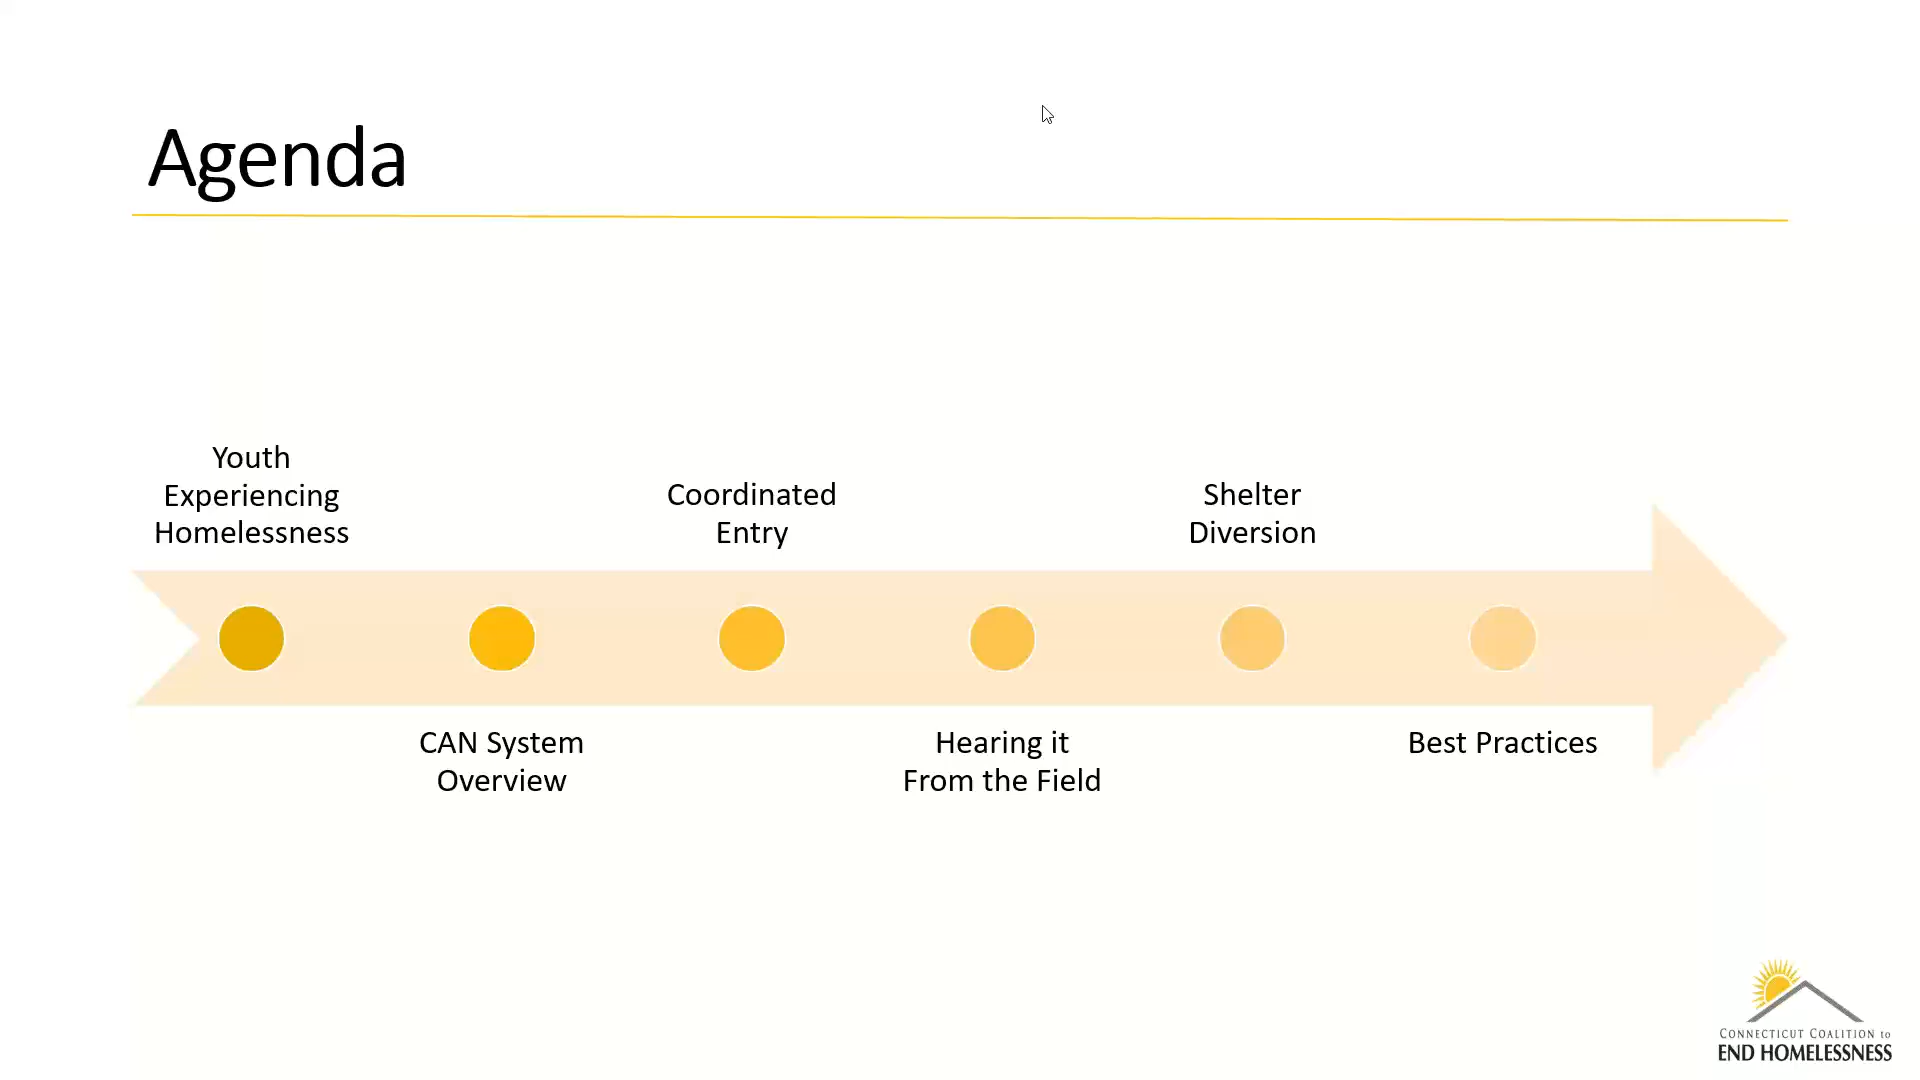 Agenda
Youth
Experiencing
Homelessness
CAN System
Overview
Coordinated
Entry
Hearing it
From the Field
Shelter
Diversion
Best Practices
CONNECTICUT COALITION to
END HOMELESSNESS